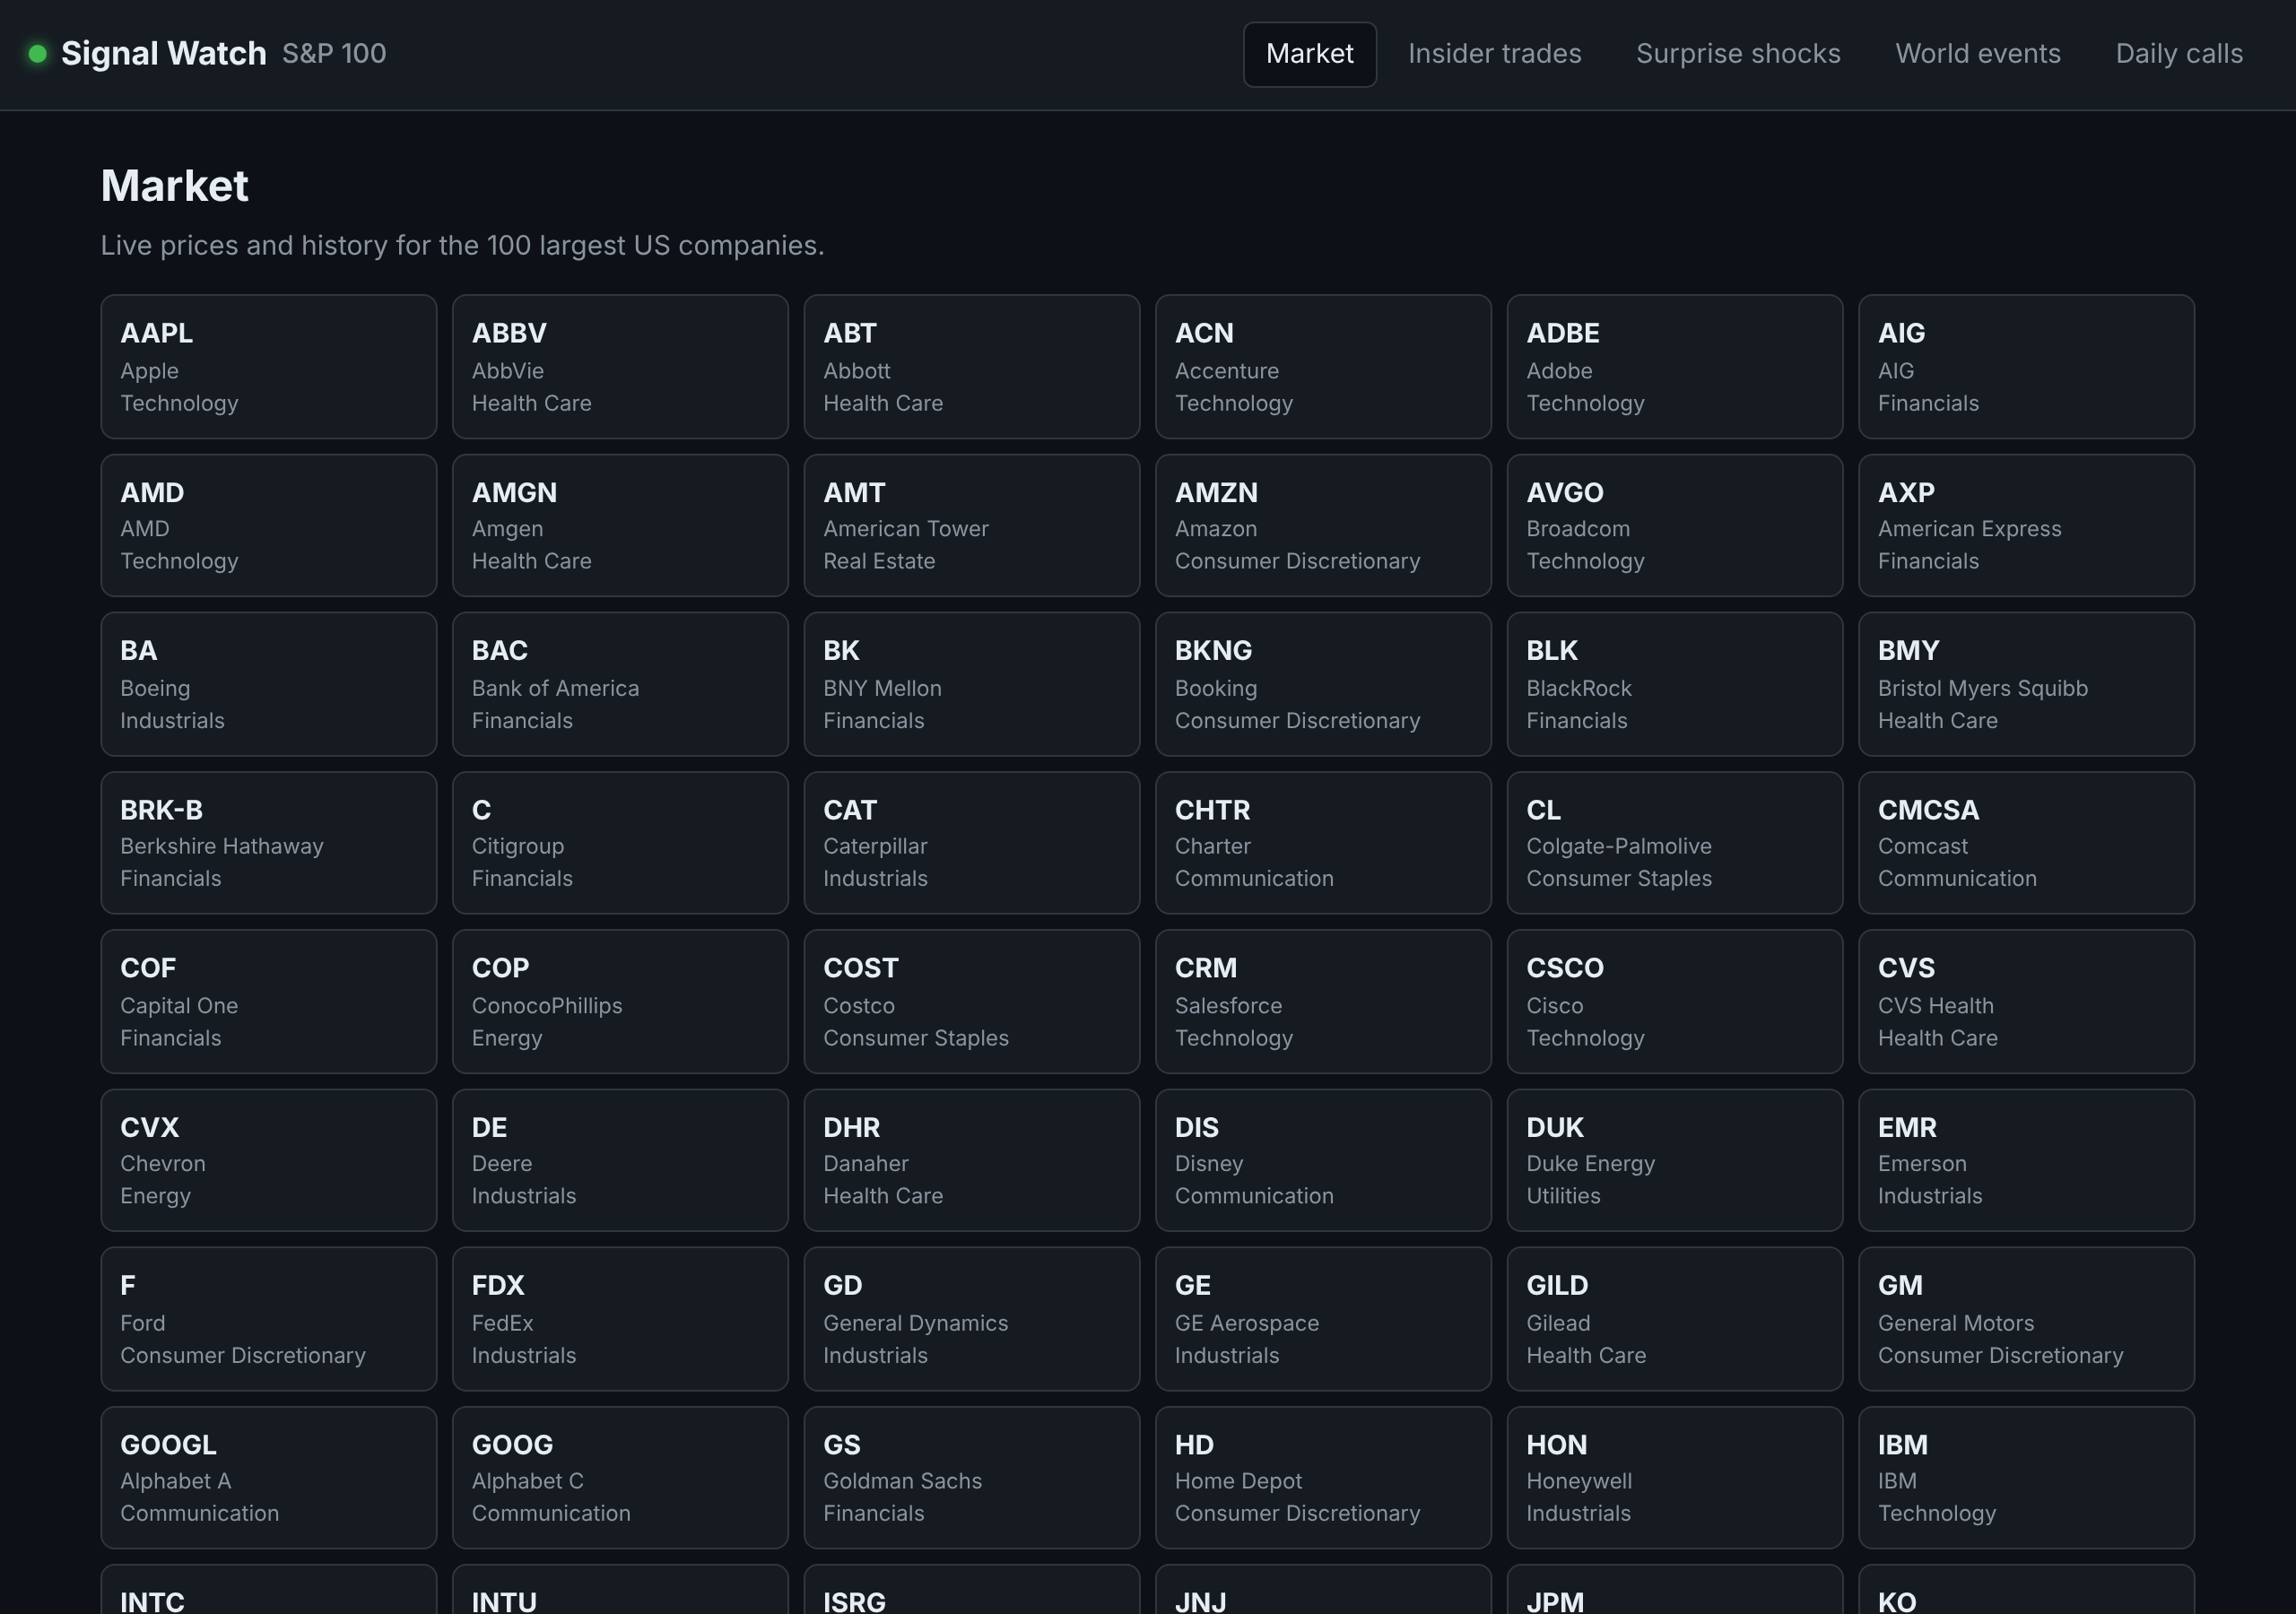 Signal Watch S&P 100
Market Insider trades Surprise shocks World events Daily calls
Market
Live prices and history for the 100 largest US companies.
AAPL
Apple
Technology
ABBV
AbbVie
Health Care
ABT
Abbott
Health Care
ACN
Accenture
Technology
ADBE
Adobe
Technology
AIG
AIG
Financials
AMD
AMD
Technology
AMGN
Amgen
Health Care
AMT
American Tower
Real Estate
AMZN
Amazon
Consumer Discretionary
AVGO
Broadcom
Technology
AXP
American Express
Financials
BA
Boeing
Industrials
BAC
Bank of America
Financials
BK
BNY Mellon
Financials
BKNG
Booking
Consumer Discretionary
BLK
BlackRock
Financials
BMY
Bristol Myers Squibb
Health Care
BRK-B
Berkshire Hathaway
Financials
C
Citigroup
Financials
CAT
Caterpillar
Industrials
CHTR
Charter
Communication
CL
Colgate-Palmolive
Consumer Staples
CMCSA
Comcast
Communication
COF
Capital One
Financials
COP
ConocoPhillips
Energy
COST
Costco
Consumer Staples
CRM
Salesforce
Technology
CSCO
Cisco
Technology
CVS
CVS Health
Health Care
CVX
Chevron
Energy
DE
Deere
Industrials
DHR
Danaher
Health Care
DIS
Disney
Communication
DUK
Duke Energy
Utilities
EMR
Emerson
Industrials
F
Ford
Consumer Discretionary
FDX
FedEx
Industrials
GD
General Dynamics
Industrials
GE
GE Aerospace
Industrials
GILD
Gilead
Health Care
GM
General Motors
Consumer Discretionary
GOOGL
Alphabet A
Communication
GOOG
Alphabet C
Communication
GS
Goldman Sachs
Financials
HD
Home Depot
Consumer Discretionary
HON
Honeywell
Industrials
IBM
IBM
Technology
INTC
INTU
ISRG
JNJ
JPM
KO